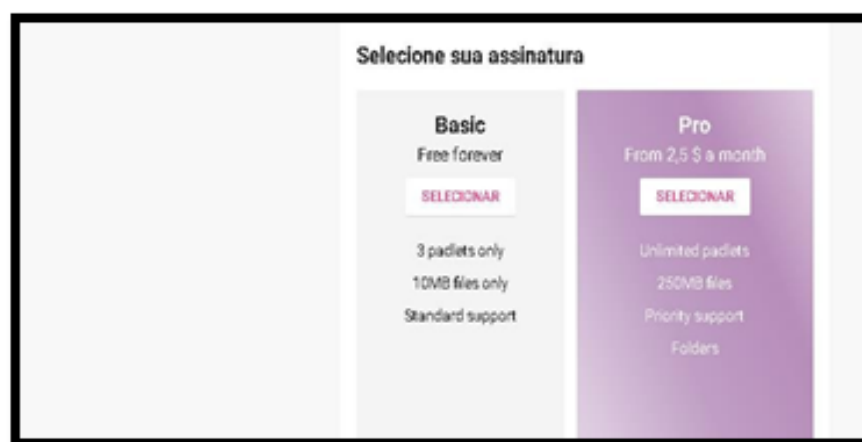 Selecione sua assinatura
Basic
Free forever
SELECIONAR
3 padlets only
10MB files only
Standard support
Pro
From 2,5 $ a month
SELECIONAR
Unlimited padlets
250MB files
Priority support
Folders